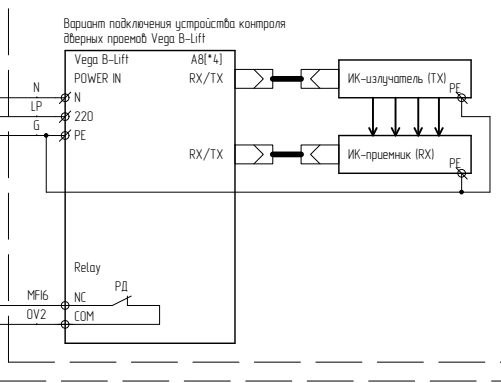 Вариант подключения устройства контроля
дверных проемов Vega B-Lift
Vega B-Lift A8[*4]
POWER IN RX/TX
ИК-излучатель (TX)
PE
N N
LP 220
G PE
RX/TX
ИК-приемник (RX)
PE
Relay
РД
MF16 NC
0V2 COM